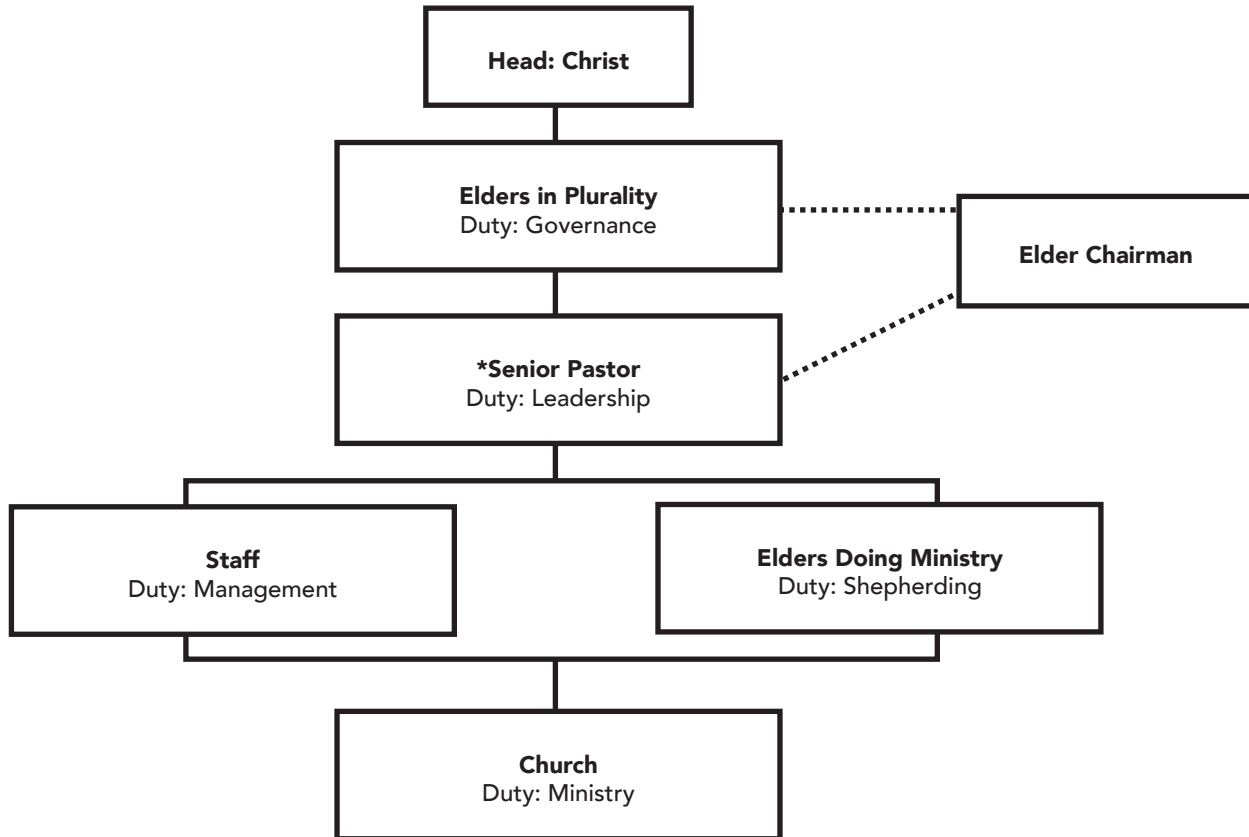 Head: Christ
Elders in Plurality
Duty: Governance
Elder Chairman
*Senior Pastor
Duty: Leadership
Staff
Duty: Management
Elders Doing Ministry
Duty: Shepherding
Church
Duty: Ministry